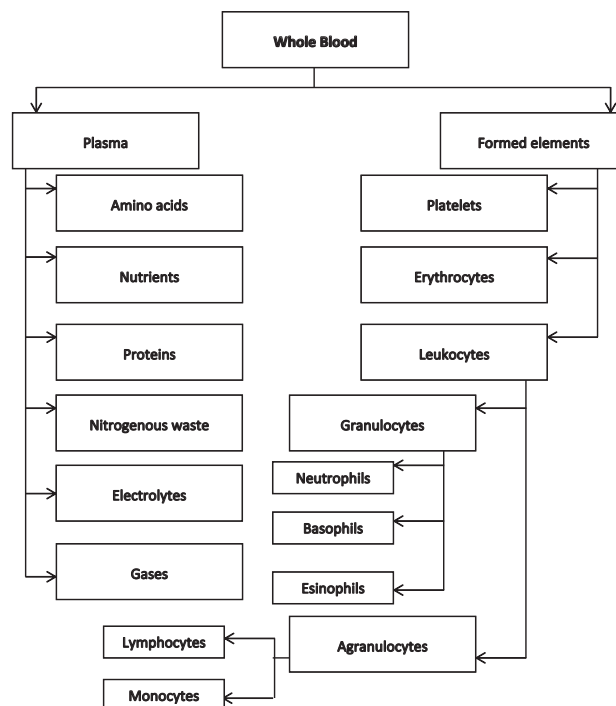 Whole Blood
Plasma
Formed elements
Amino acids
Platelets
Nutrients
Erythrocytes
Proteins
Leukocytes
Nitrogenous waste
Granulocytes
Neutrophils
Electrolytes
Basophils
Gases
Esinophils
Lymphocytes
Agranulocytes
Monocytes